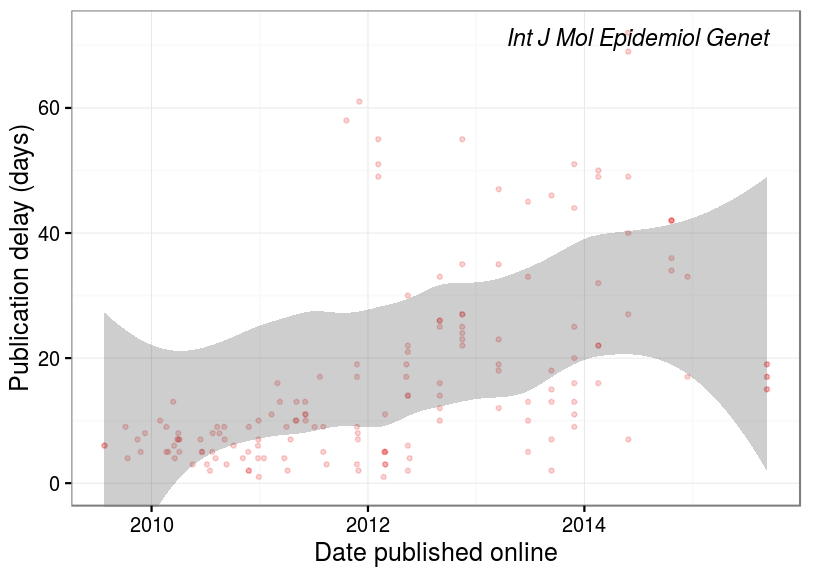 Int J Mol Epidemiol Genet
60
40
20
0
Publication delay (days)
2010 2012 2014
Date published online